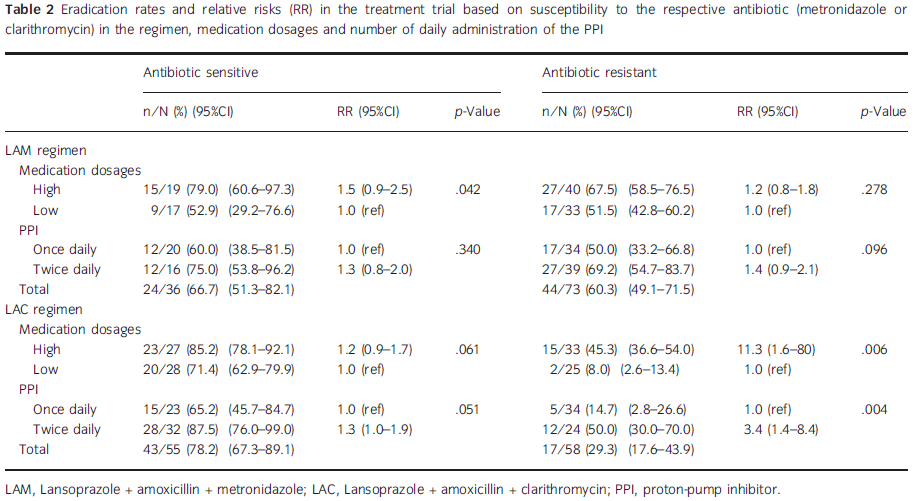 Table 2 Eradication rates and relative risks (RR) in the treatment trial based on susceptibility to the respective antibiotic (metronidazole or
clarithromycin) in the regimen, medication dosages and number of daily administration of the PPI
Antibiotic sensitive Antibiotic resistant
n/N (%) (95%CI) RR (95%CI) p-Value n/N (%) (95%CI) RR (95%CI) p-Value
LAM regimen
Medication dosages
High 15/19 (79.0) (60.6–97.3) 1.5 (0.9–2.5) .042 27/40 (67.5) (58.5–76.5) 1.2 (0.8–1.8) .278
Low 9/17 (52.9) (29.2–76.6) 1.0 (ref) 17/33 (51.5) (42.8–60.2) 1.0 (ref)
PPI
Once daily 12/20 (60.0) (38.5–81.5) 1.0 (ref) .340 17/34 (50.0) (33.2–66.8) 1.0 (ref) .096
Twice daily 12/16 (75.0) (53.8–96.2) 1.3 (0.8–2.0) 27/39 (69.2) (54.7–83.7) 1.4 (0.9–2.1)
Total 24/36 (66.7) (51.3–82.1) 44/73 (60.3) (49.1–71.5)
LAC regimen
Medication dosages
High 23/27 (85.2) (78.1–92.1) 1.2 (0.9–1.7) .061 15/33 (45.3) (36.6–54.0) 11.3 (1.6–80) .006
Low 20/28 (71.4) (62.9–79.9) 1.0 (ref) 2/25 (8.0) (2.6–13.4) 1.0 (ref)
PPI
Once daily 15/23 (65.2) (45.7–84.7) 1.0 (ref) .051 5/34 (14.7) (2.8–26.6) 1.0 (ref) .004
Twice daily 28/32 (87.5) (76.0–99.0) 1.3 (1.0–1.9) 12/24 (50.0) (30.0–70.0) 3.4 (1.4–8.4)
Total 43/55 (78.2) (67.3–89.1) 17/58 (29.3) (17.6–43.9)
LAM, Lansoprazole + amoxicillin + metronidazole; LAC, Lansoprazole + amoxicillin + clarithromycin; PPI, proton-pump inhibitor.